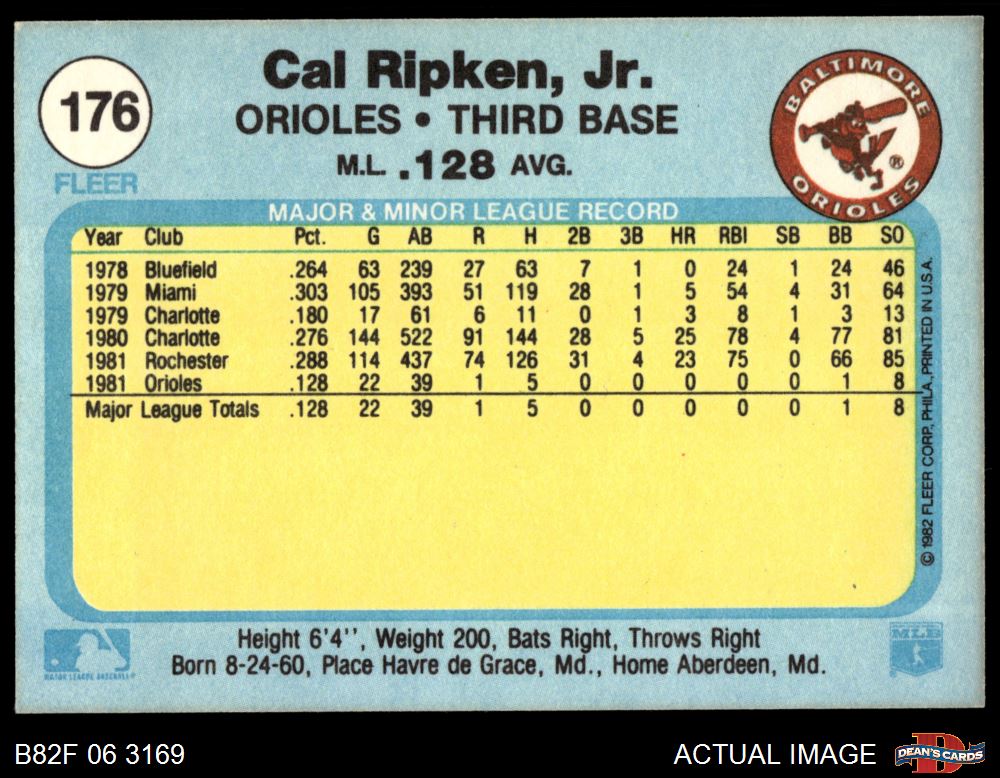 176
FLEER
Cal Ripken, Jr.
ORIOLES • THIRD BASE
M.L. .128 AVG.
BALTIMORE
ORIOLES
®
MAJOR & MINOR LEAGUE RECORD
Year Club Pct. G AB R H 2B 3B HR RBI SB BB SO
1978 Bluefield .264 63 239 27 63 7 1 0 24 1 24 46
1979 Miami .303 105 393 51 119 28 1 5 54 4 31 64
1979 Charlotte .180 17 61 6 11 0 1 3 8 1 3 13
1980 Charlotte .276 144 522 91 144 28 5 25 78 4 77 81
1981 Rochester .288 114 437 74 126 31 4 23 75 0 66 85
1981 Orioles .128 22 39 1 5 0 0 0 0 0 1 8
Major League Totals .128 22 39 1 5 0 0 0 0 0 1 8
© 1982 FLEER CORP., PHILA., PRINTED IN U.S.A.
Height 6'4'', Weight 200, Bats Right, Throws Right
Born 8-24-60, Place Havre de Grace, Md., Home Aberdeen, Md.
MAJOR LEAGUE BASEBALL®
MLB
B82F 06 3169
ACTUAL IMAGE
DEAN'S CARDS